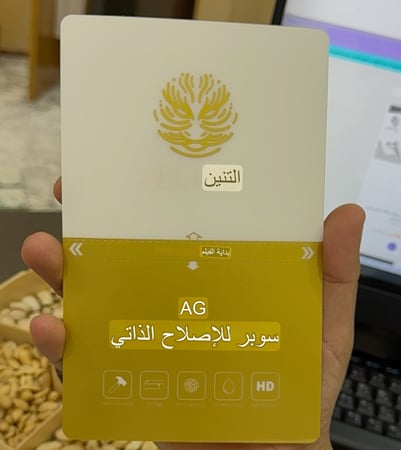 التنين
بداية الفيلم
AG
سوبر للإصلاح الذاتي
HD